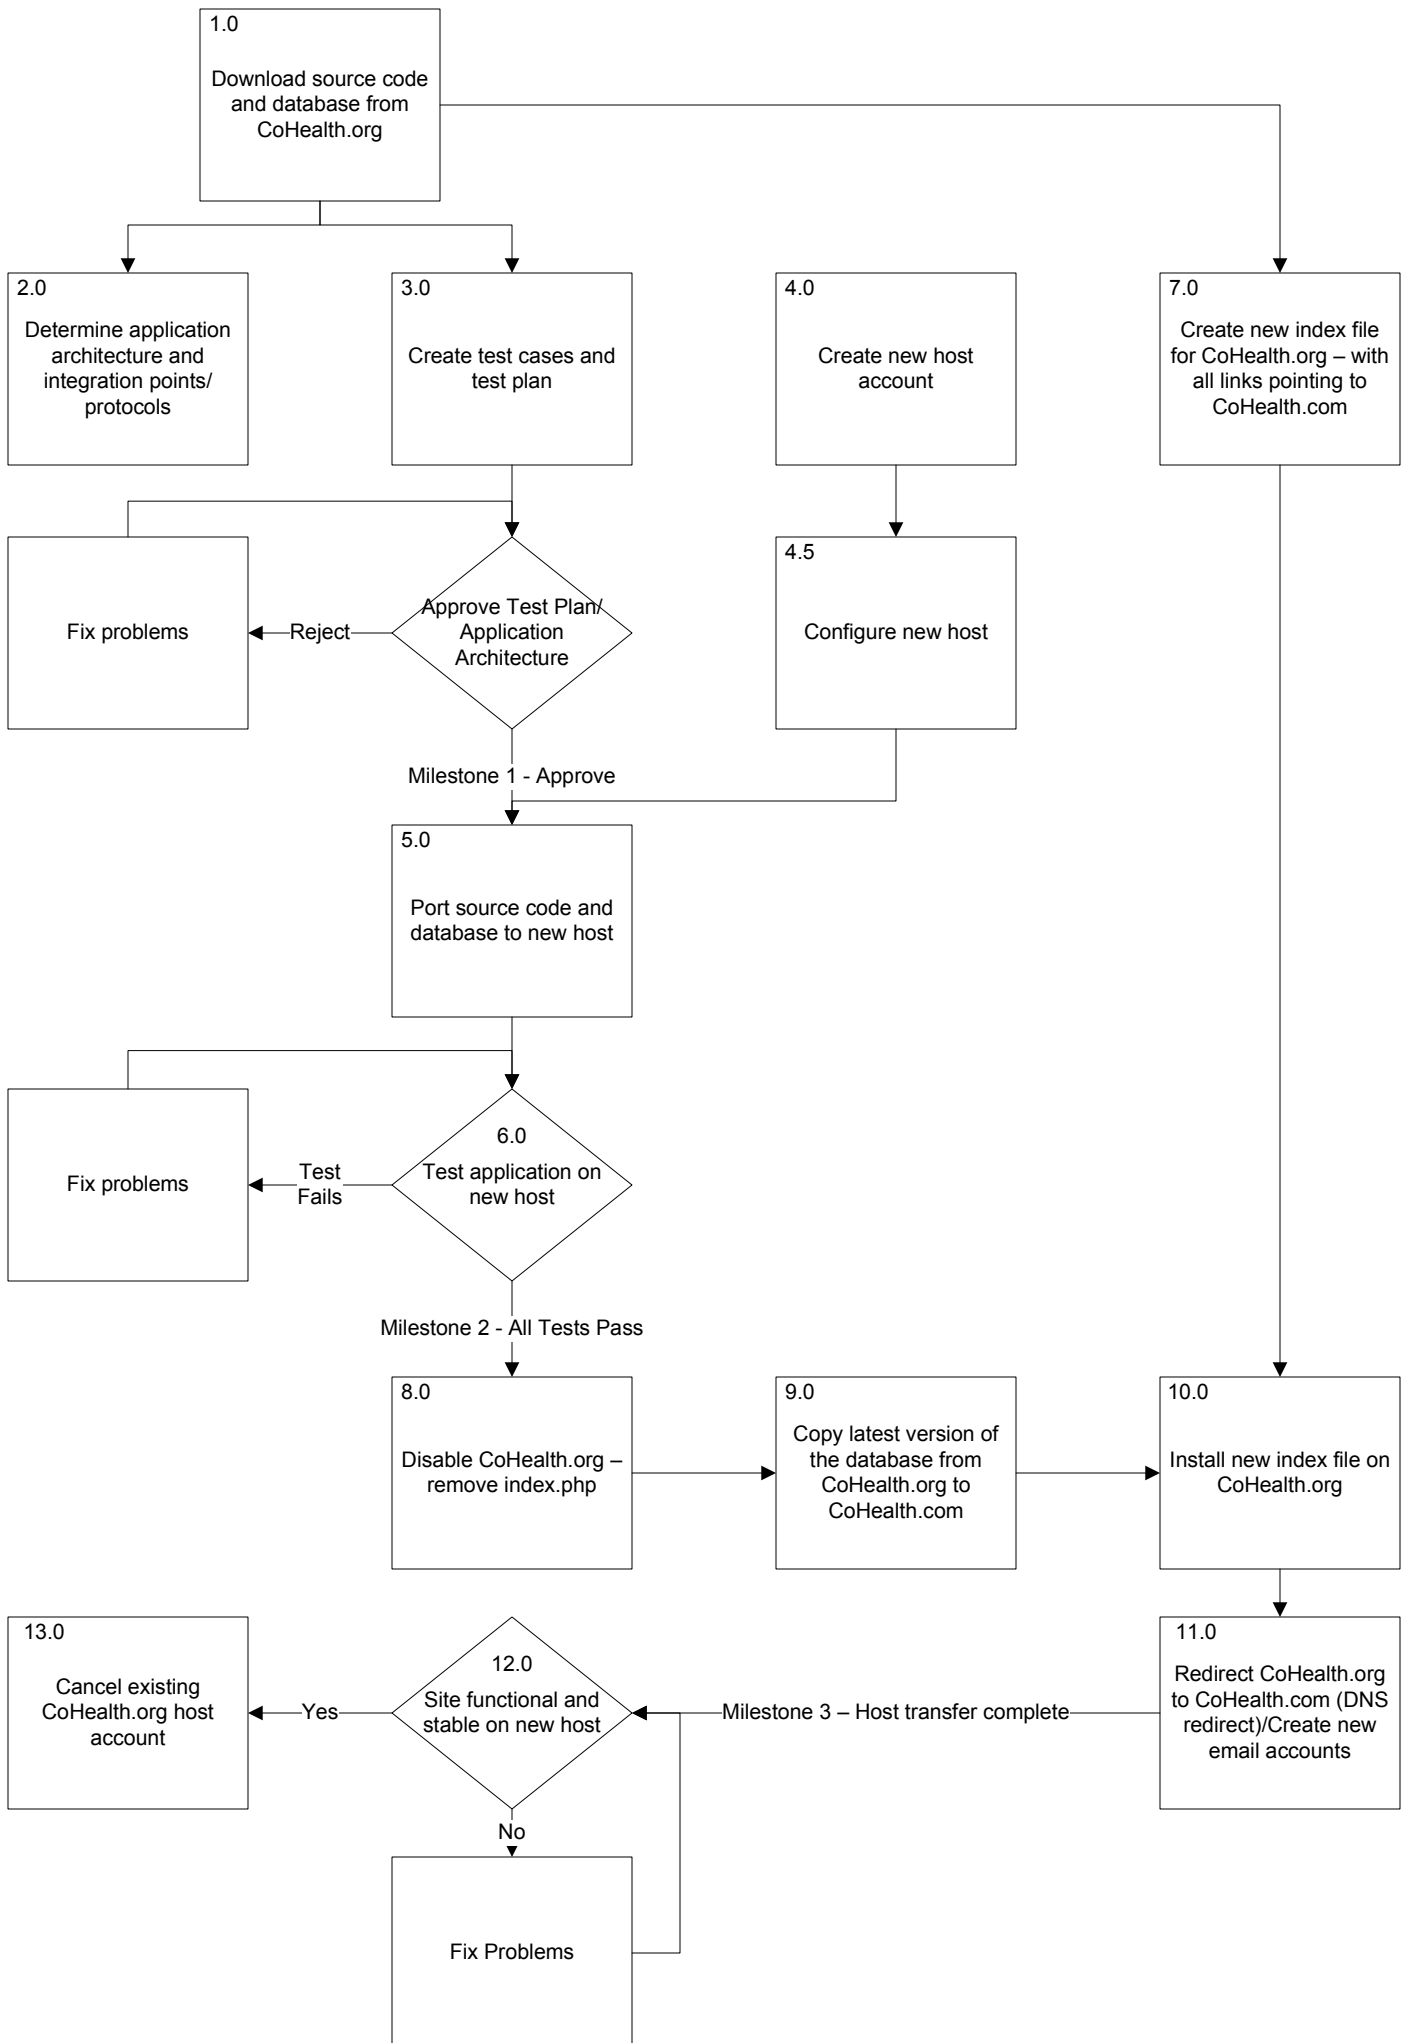 1.0
Download source code
and database from
CoHealth.org
2.0
Determine application
architecture and
integration points/
protocols
3.0
Create test cases and
test plan
4.0
Create new host
account
7.0
Create new index file
for CoHealth.org – with
all links pointing to
CoHealth.com
Fix problems
Reject
Approve Test Plan/
Application
Architecture
4.5
Configure new host
Milestone 1 - Approve
5.0
Port source code and
database to new host
Fix problems
Test
Fails
6.0
Test application on
new host
Milestone 2 - All Tests Pass
8.0
Disable CoHealth.org –
remove index.php
9.0
Copy latest version of
the database from
CoHealth.org to
CoHealth.com
10.0
Install new index file on
CoHealth.org
13.0
Cancel existing
CoHealth.org host
account
Yes
12.0
Site functional and
stable on new host
Milestone 3 – Host transfer complete
11.0
Redirect CoHealth.org
to CoHealth.com (DNS
redirect)/Create new
email accounts
No
Fix Problems